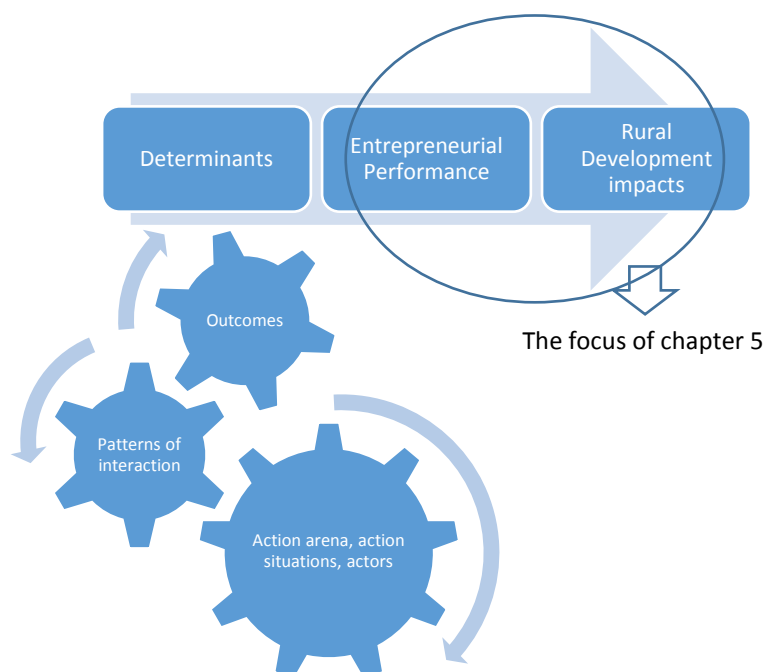 Determinants
Entrepreneurial
Performance
Rural
Development
impacts
Outcomes
The focus of chapter 5
Patterns of
interaction
Action arena, action
situations, actors